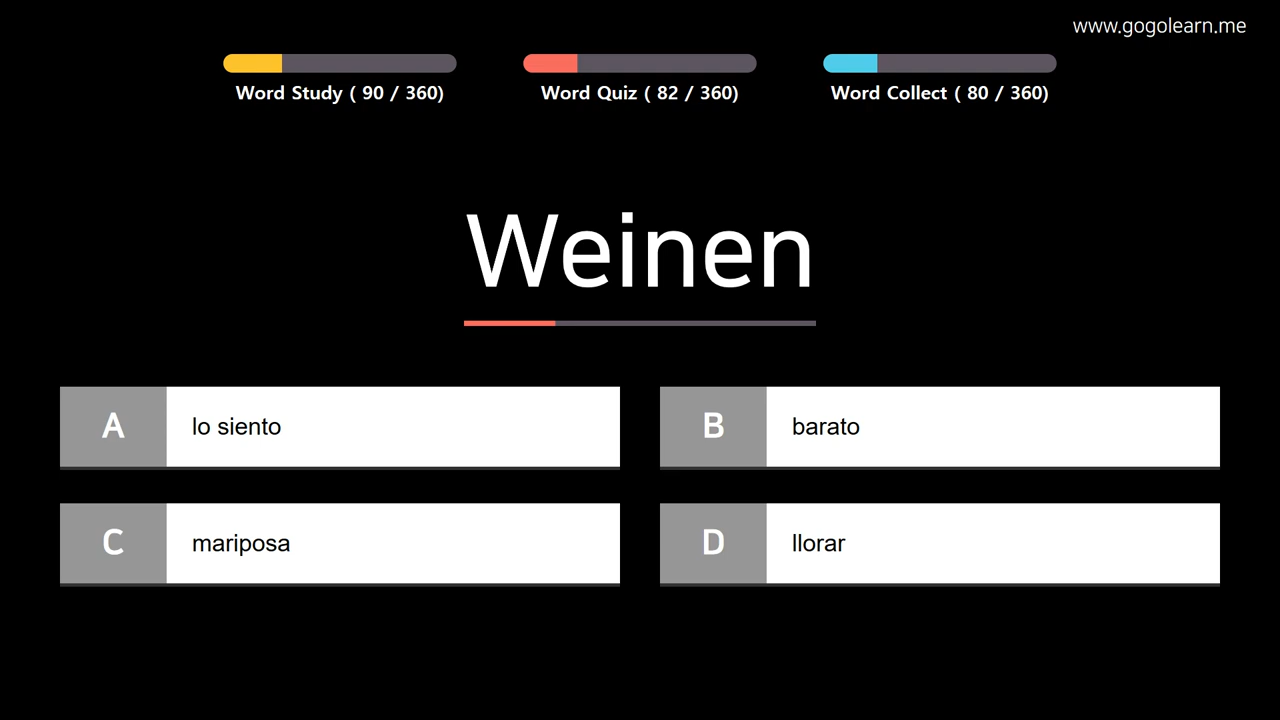 www.gogolearn.me
Word Study ( 90 / 360)
Word Quiz ( 82 / 360)
Word Collect ( 80 / 360)
Weinen
A lo siento
B barato
C mariposa
D llorar